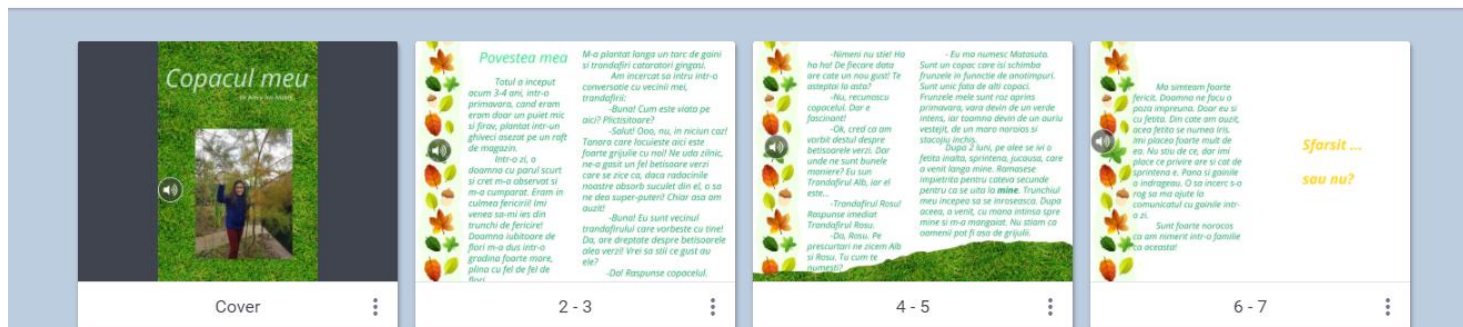 Copacul meu
Cover
Povestea mea
Totul a inceput
acum 3-4 ani, intr-o
primavara, cand eram
eram doar un puiet mic
si firav, plantat intr-un
ghiveci asezat pe un raft
de magazin.
Intr-o zi, o
doamna cu parul scurt
si cret m-a observat si
m-a cumparat. Eram in
culmea fericirii! Imi
venea sa-mi ies din
trunchi de fericire!
Doamna iubitoare de
flori m-a dus intr-o
gradina foarte mare,
plina cu fel de fel de
flori.
M-a plantat langa un tarc de gaini
si trandafiri cataratori gingasi.
Am incercat sa intru intr-o
conversatie cu vecinii mei,
trandafirii:
-Buna! Cum este viata pe
aici? Plictisitoare?
-Salut! Ooo, nu, in niciun caz!
Tanara care locuieste aici este
foarte grijulie cu noi! Ne uda zilnic,
ne-a gasit un fel betisoare verzi
care se zice ca, daca radacinile
noastre absorb suculet din el, o sa
ne dea super-puteri! Chiar asa am
auzit!
-Buna! Eu sunt vecinul
trandafirului care vorbeste cu tine!
Da, are dreptate despre betisoarele
alea verzi! Vrei sa stii ce gust au
ele?
-Da! Raspunse copacelul.
2 - 3
-Nimeni nu stie! Ha
ha ha! De fiecare data
are cate un nou gust! Te
asteptai la asta?
-Nu, recunoscu
copacelul. Dar e
fascinant!
-Ok, cred ca am
vorbit destul despre
betisoarele verzi. Dar
unde ne sunt bunele
maniere? Eu sun
Trandafirul Alb, iar el
este...
-Trandafirul Rosu!
Raspunse imediat
Trandafirul Rosu.
-Da, Rosu. Pe
prescurtari ne zicem Alb
si Rosu. Tu cum te
numesti?
- Eu ma numesc Matasuta.
Sunt un copac care isi schimba
frunzele in functie de anotimpuri.
Sunt unic fata de alti copaci.
Frunzele mele sunt roz aprins
primavara, vara devin de un verde
intens, iar toamna devin de un auriu
vestejit, de un maro noroios si
stacojiu inchis.
Dupa 2 luni, pe alee se ivi o
fetita inalta, sprintena, jucausa, care
a venit langa mine. Ramasese
impietrita pentru cateva secunde
pentru ca se uita la mine. Trunchiul
meu incepea sa se inroseasca. Dupa
aceea, a venit, cu mana intinsa spre
mine si m-a mangaiat. Nu stiam ca
oamenii pot fi asa de grijulii.
4 - 5
Ma simteam foarte
fericit. Doamna ne facu o
poza impreuna. Doar eu si
cu fetita. Din cate am auzit,
acea fetita se numea Iris.
Imi placea foarte mult de
ea. Nu stiu de ce, dar imi
place ce privire are si cat de
sprintena e. Pana si gainile
o indrageau. O sa incerc s-o
rog sa ma ajute la
comunicatul cu gainile intr-
o zi.
Sunt foarte norocos
ca am nimerit intr-o familie
ca aceasta!
Sfarsit ...
sau nu?
6 - 7